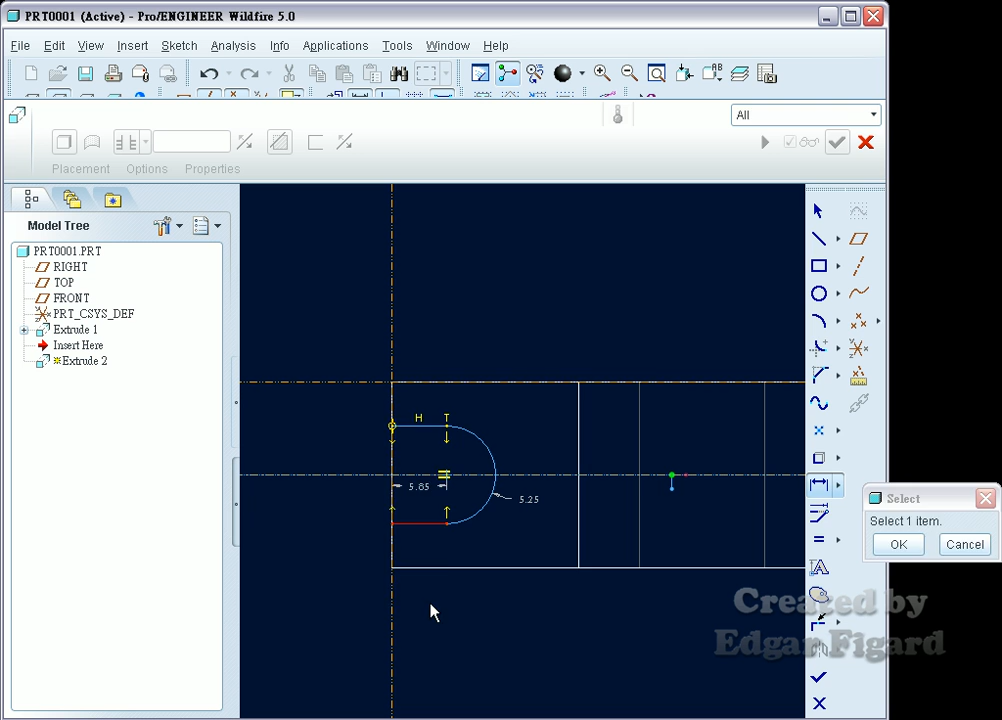 PRT0001 (Active) - Pro/ENGINEER Wildfire 5.0
File Edit View Insert Sketch Analysis Info Applications Tools Window Help
All
Placement Options Properties
Model Tree
PRT0001.PRT
RIGHT
TOP
FRONT
PRT_CSYS_DEF
Extrude 1
Insert Here
Extrude 2
H T
5.85
5.25
Select
Select 1 item.
OK Cancel
Created by
Edgar Figard